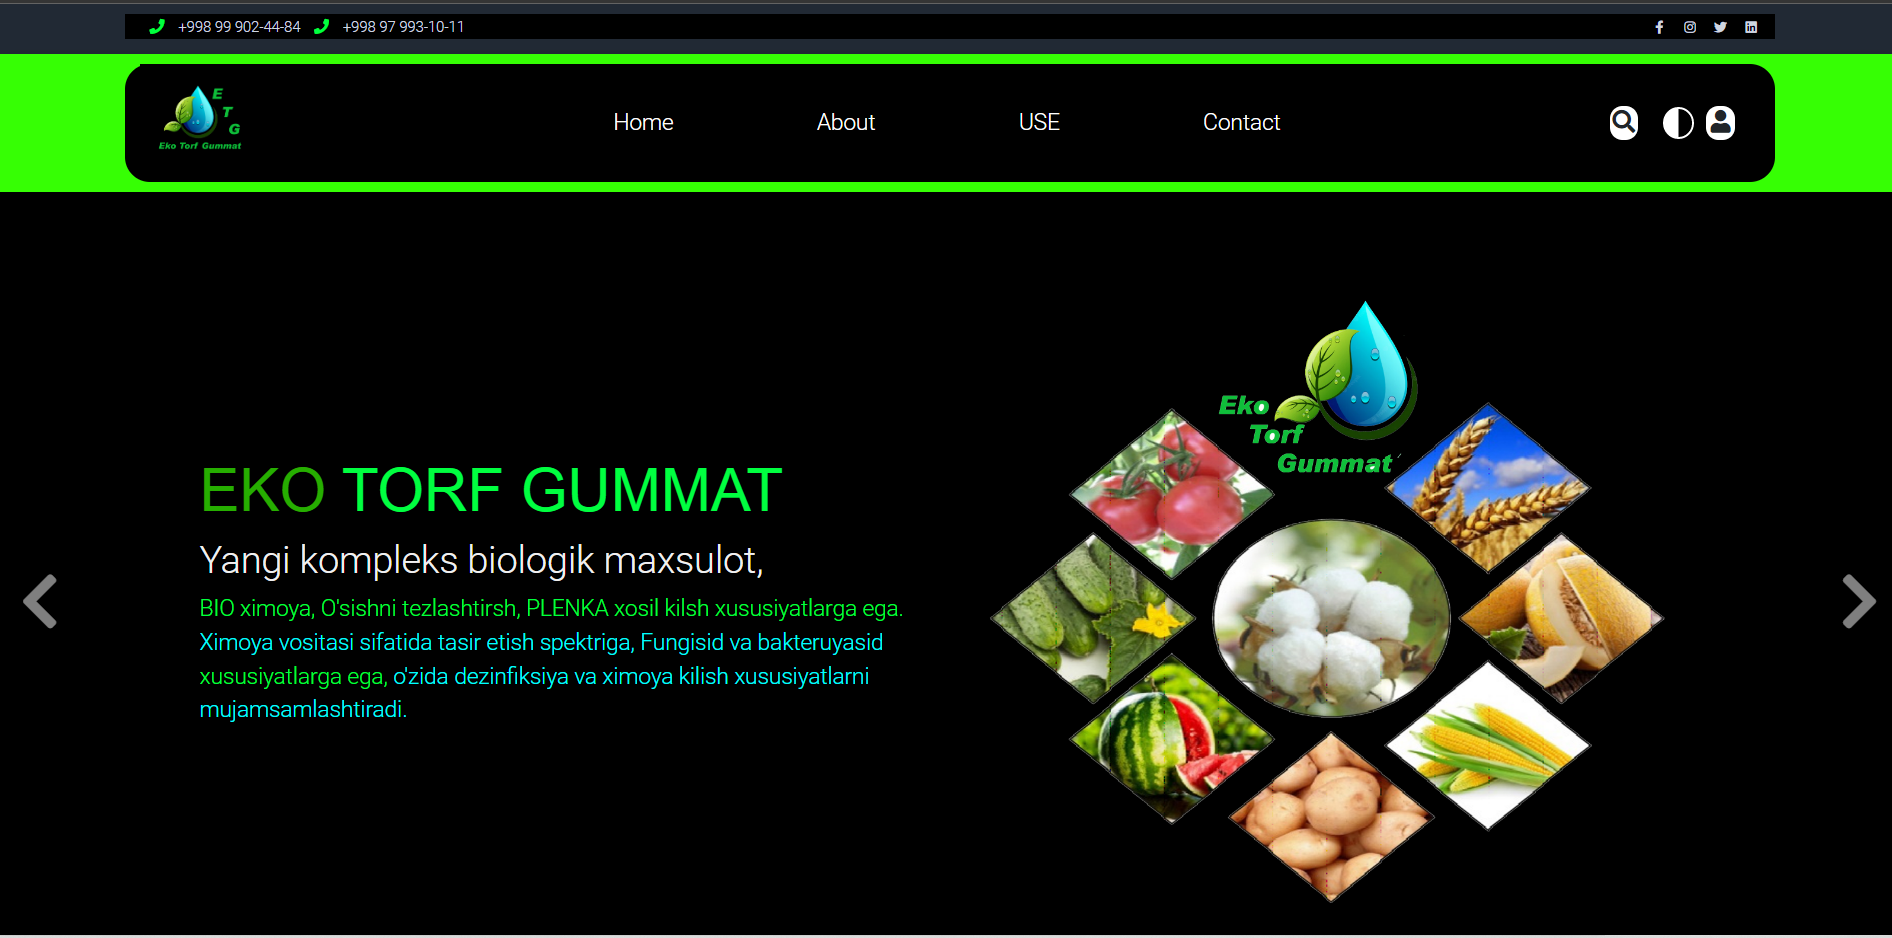 +998 99 902-44-84 +998 97 993-10-11
E
T
G
Eko Torf Gummat
Home About USE Contact
Eko
Torf
Gummat
EKO TORF GUMMAT
Yangi kompleks biologik maxsulot,
BIO ximoya, O'sishni tezlashtirsh, PLENKA xosil kilsh xususiyatlarga ega.
Ximoya vositasi sifatida tasir etish spektriga, Fungisid va bakteruyasid
xususiyatlarga ega, o'zida dezinfiksiya va ximoya kilish xususiyatlarni
mujamsamlashtiradi.